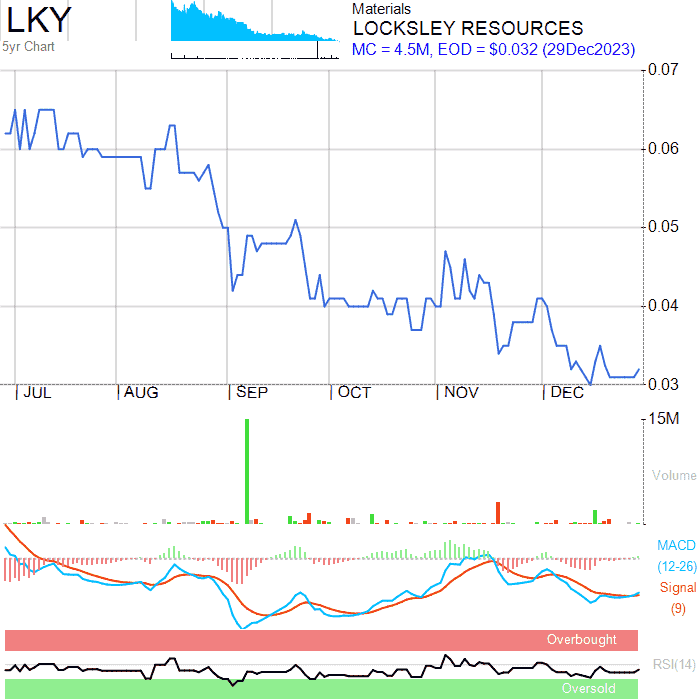 LKY
5yr Chart
Materials
LOCKSLEY RESOURCES
MC = 4.5M, EOD = $0.032 (29Dec2023)
0.07
0.06
0.05
0.04
0.03
JUL AUG SEP OCT NOV DEC
15M
Volume
MACD
(12-26)
Signal
(9)
Overbought
RSI(14)
Oversold